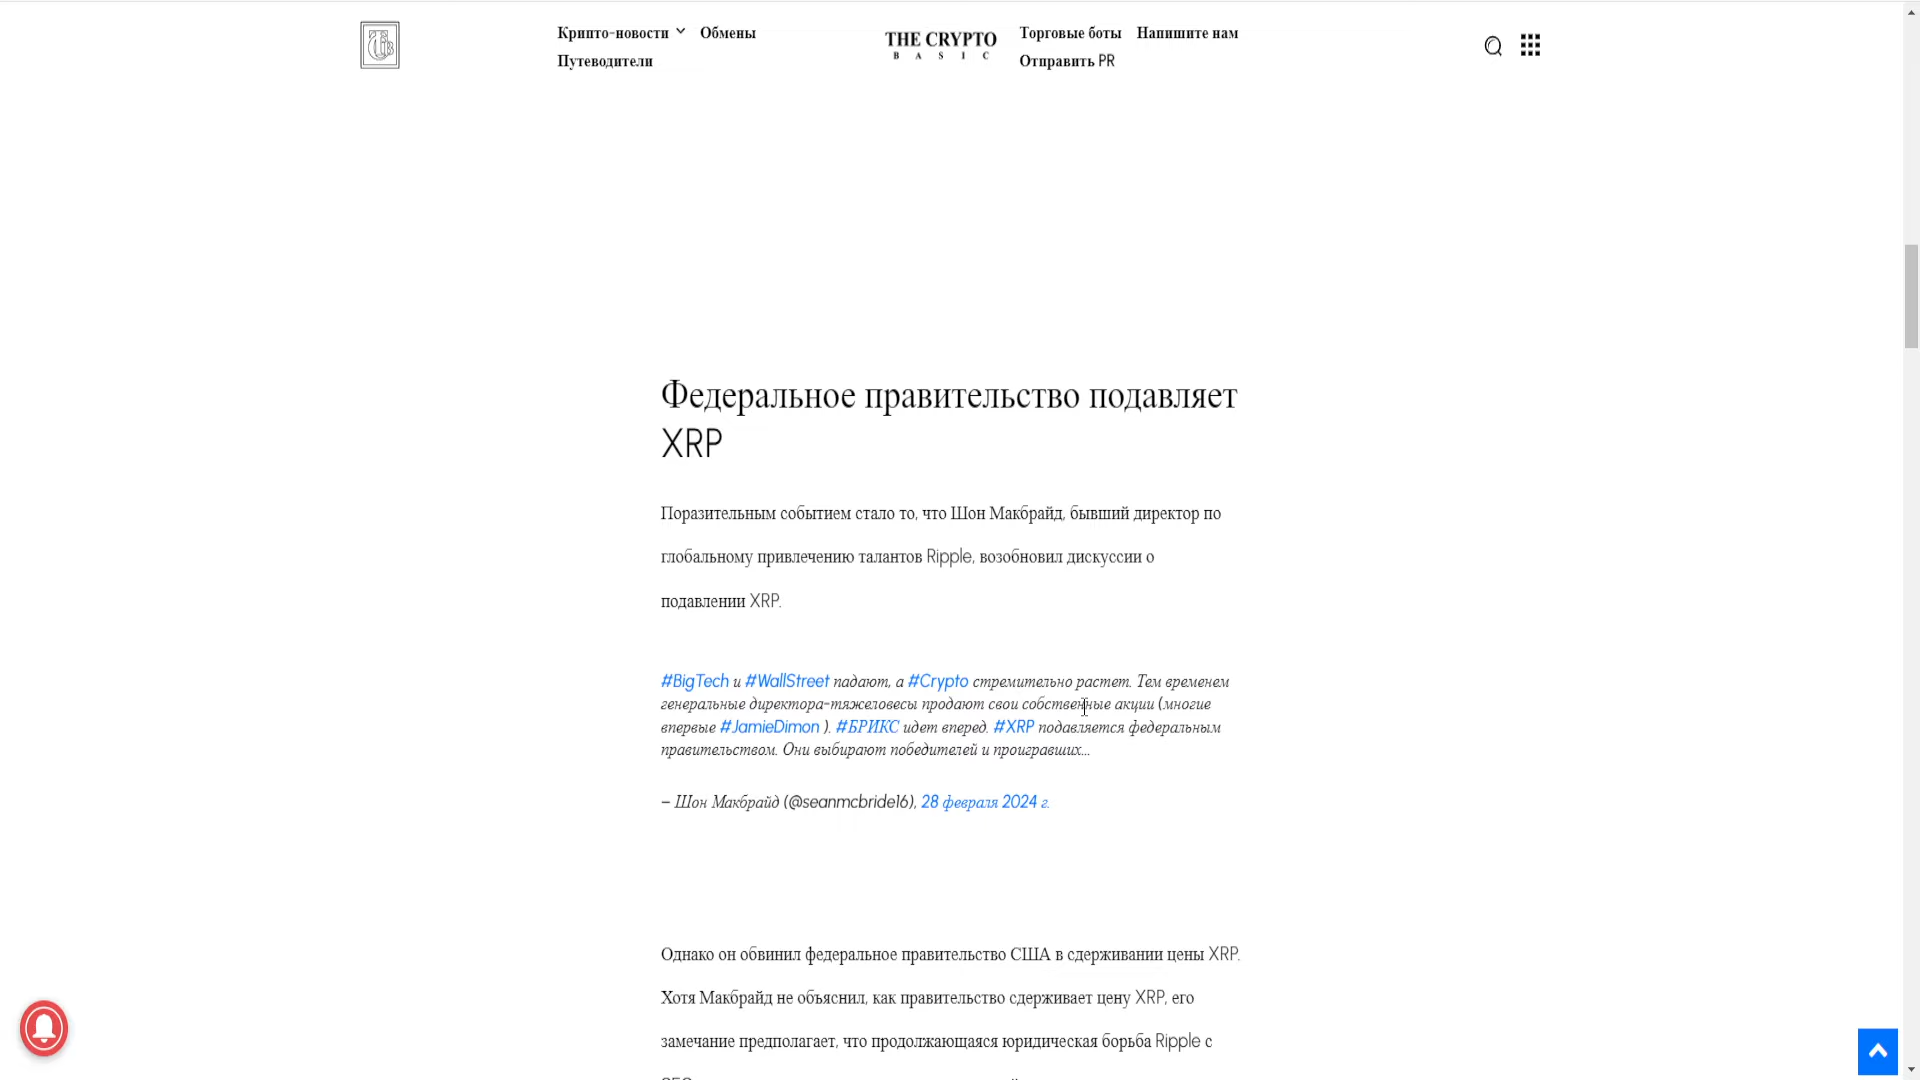 Крипто-новости Обмены
Путеводители
THE CRYPTO
BASIC
Торговые боты Напишите нам
Отправить PR
Федеральное правительство подавляет
XRP
Поразительным событием стало то, что Шон Макбрайд, бывший директор по
глобальному привлечению талантов Ripple, возобновил дискуссии о
подавлении XRP.
#BigTech и #WallStreet падают, а #Crypto стремительно растет. Тем временем
генеральные директора-тяжеловесы продают свои собственные акции (многие
впервые #JamieDimon ). #БРИКС идет вперед. #XRP подавляется федеральным
правительством. Они выбирают победителей и проигравших...
– Шон Макбрайд (@seanmcbride16), 28 февраля 2024 г.
Однако он обвинил федеральное правительство США в сдерживании цены XRP.
Хотя Макбрайд не объяснил, как правительство сдерживает цену XRP, его
замечание предполагает, что продолжающаяся юридическая борьба Ripple с